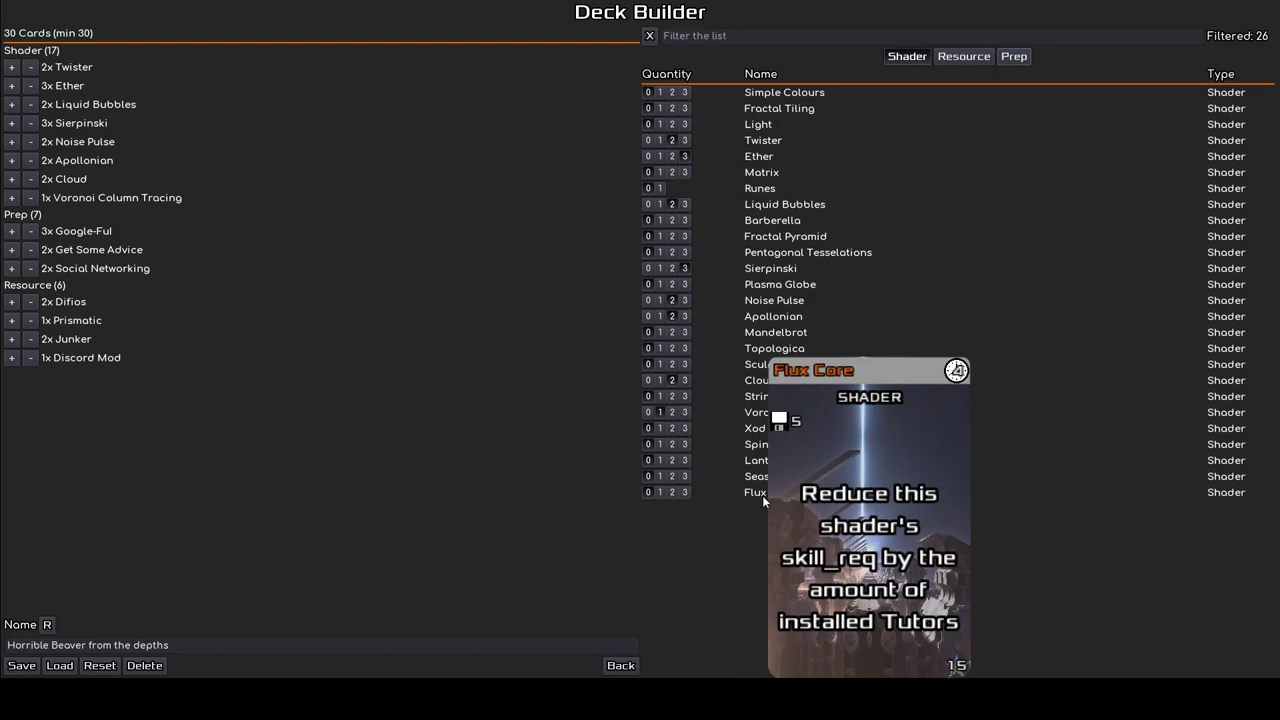 Deck Builder
30 Cards (min 30)
Shader (17)
+ - 2x Twister
+ - 3x Ether
+ - 2x Liquid Bubbles
+ - 3x Sierpinski
+ - 2x Noise Pulse
+ - 2x Apollonian
+ - 2x Cloud
+ - 1x Voronoi Column Tracing
Prep (7)
+ - 3x Google-Fu!
+ - 2x Get Some Advice
+ - 2x Social Networking
Resource (6)
+ - 2x Difios
+ - 1x Prismatic
+ - 2x Junker
+ - 1x Discord Mod
Name R
Horrible Beaver from the depths
Save Load Reset Delete Back
X Filter the list Filtered: 26
Shader Resource Prep
Quantity Name Type
0 1 2 3 Simple Colours Shader
0 1 2 3 Fractal Tiling Shader
0 1 2 3 Light Shader
0 1 2 3 Twister Shader
0 1 2 3 Ether Shader
0 1 2 3 Matrix Shader
0 1 Runes Shader
0 1 2 3 Liquid Bubbles Shader
0 1 2 3 Barberella Shader
0 1 2 3 Fractal Pyramid Shader
0 1 2 3 Pentagonal Tesselations Shader
0 1 2 3 Sierpinski Shader
0 1 2 3 Plasma Globe Shader
0 1 2 3 Noise Pulse Shader
0 1 2 3 Apollonian Shader
0 1 2 3 Mandelbrot Shader
0 1 2 3 Topologica Shader
0 1 2 3 Scul Shader
0 1 2 3 Clou Shader
0 1 2 3 Strin Shader
0 1 2 3 Voro Shader
0 1 2 3 Xod Shader
0 1 2 3 Spin Shader
0 1 2 3 Lant Shader
0 1 2 3 Seas Shader
0 1 2 3 Flux Shader
Flux Core 4
SHADER
5
Reduce this
shader's
skill_req by the
amount of
installed Tutors
15